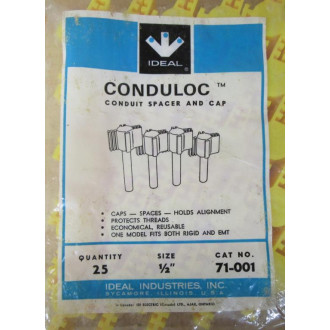 IDEAL
CONDULOC ™
CONDUIT SPACER AND CAP
• CAPS — SPACES — HOLDS ALIGNMENT
• PROTECTS THREADS
• ECONOMICAL, REUSABLE
• ONE MODEL FITS BOTH RIGID AND EMT
QUANTITY SIZE CAT NO.
25 ½" 71-001
IDEAL INDUSTRIES, INC.
SYCAMORE, ILLINOIS, U.S.A.